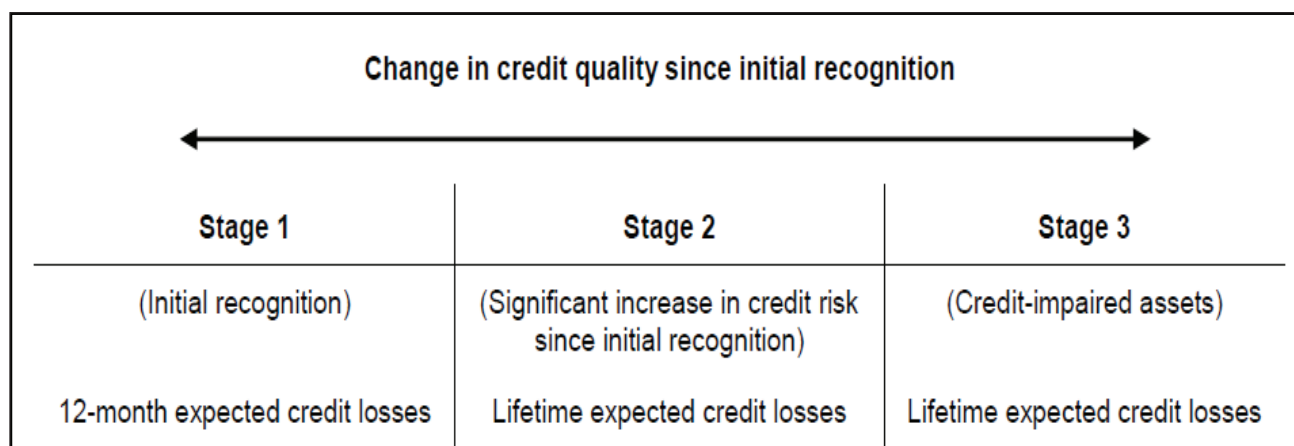 Change in credit quality since initial recognition
Stage 1
Stage 2
Stage 3
(Initial recognition)
(Significant increase in credit risk
since initial recognition)
(Credit-impaired assets)
12-month expected credit losses
Lifetime expected credit losses
Lifetime expected credit losses